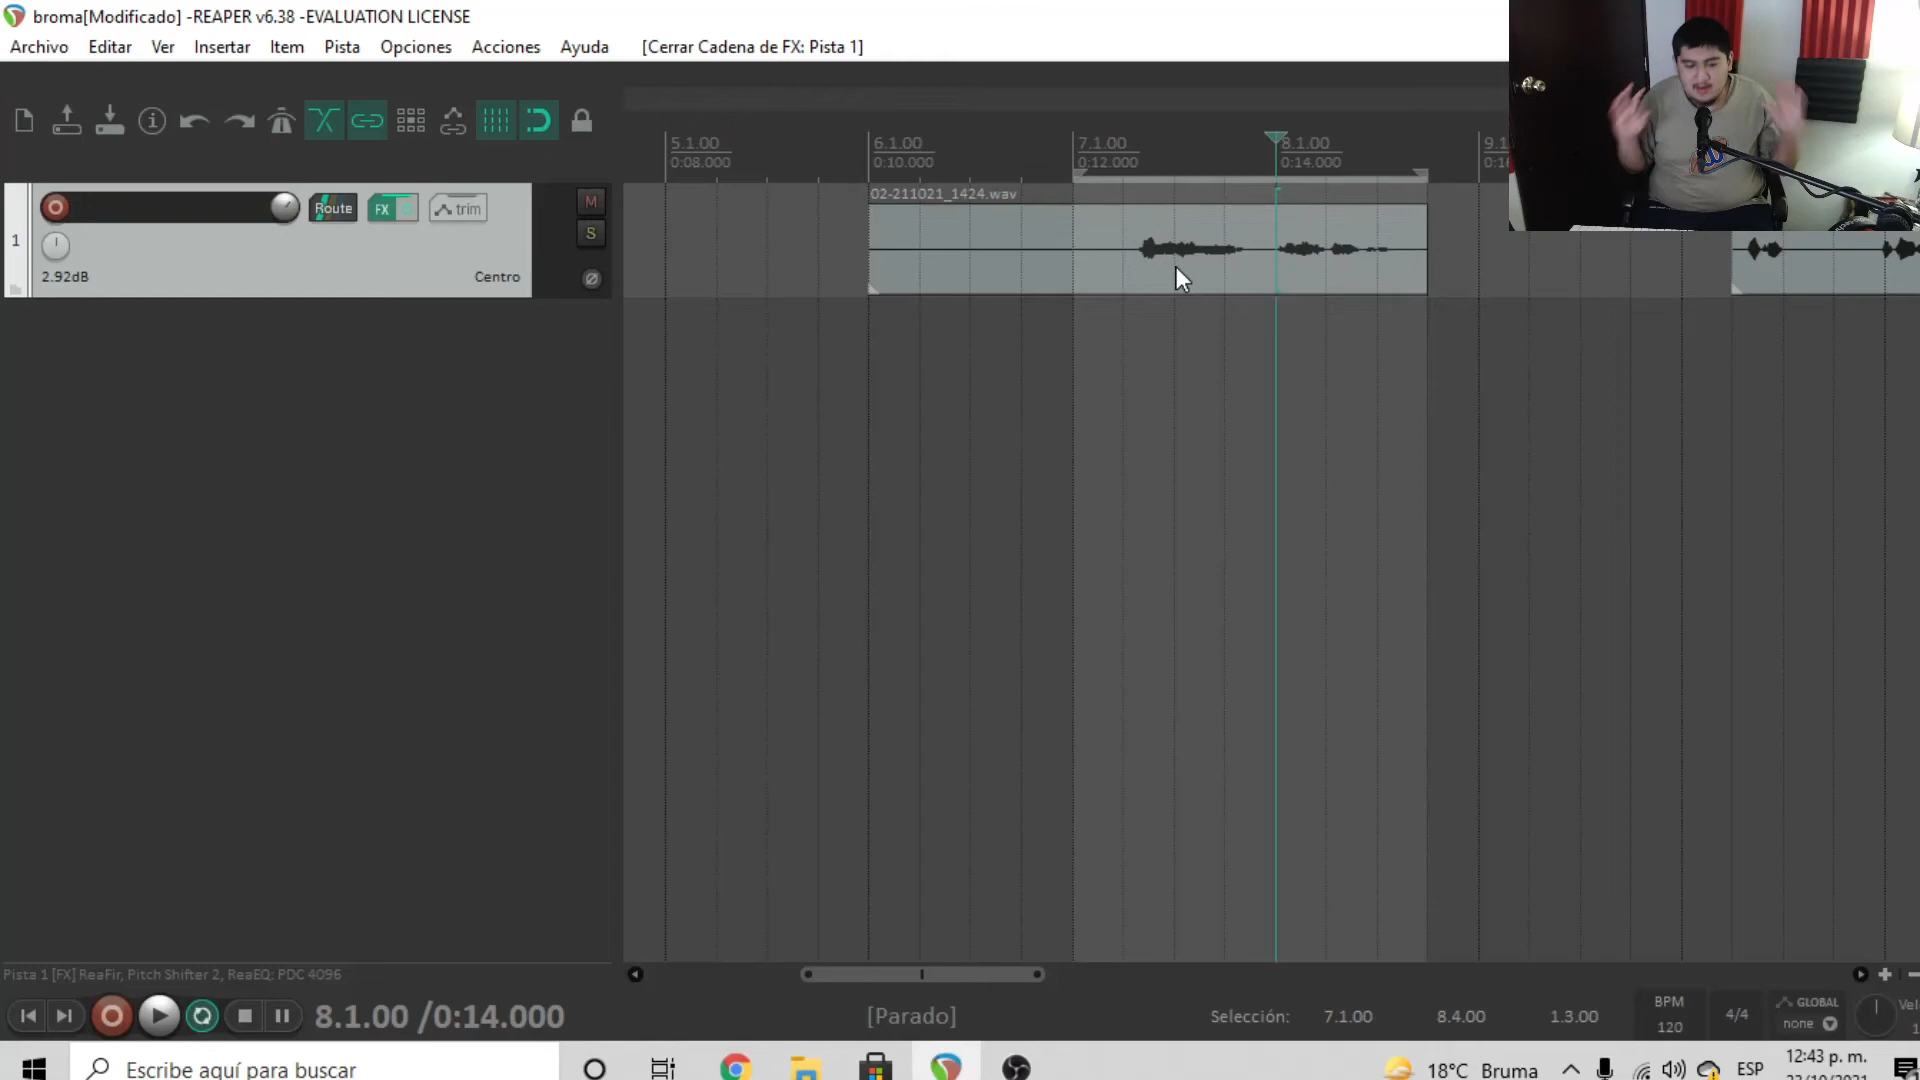 broma[Modificado] -REAPER v6.38 -EVALUATION LICENSE
Archivo Editar Ver Insertar Item Pista Opciones Acciones Ayuda [Cerrar Cadena de FX: Pista 1]
5.1.00 6.1.00 7.1.00 8.1.00
0:08.000 0:10.000 0:12.000 0:14.000
02-211021_1424.wav
Route FX trim M
1 S
2.92dB Centro
Pista 1 [FX] ReaFir, Pitch Shifter 2, ReaEQ: PDC 4096
8.1.00 /0:14.000 [Parado] Selección: 7.1.00 8.4.00 1.3.00
BPM
120
4/4
GLOBAL
none
Escribe aquí para buscar
18°C Bruma ESP
12:43 p. m.